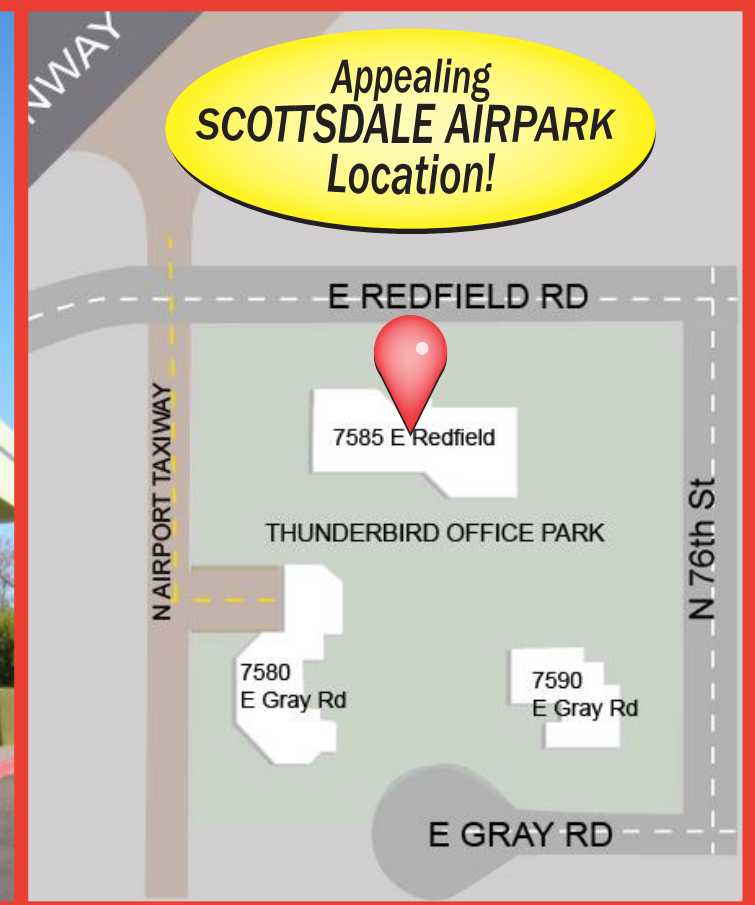 NWAY
Appealing
SCOTTSDALE AIRPARK
Location!
E REDFIELD RD
7585 E Redfield
N AIRPORT TAXIWAY
THUNDERBIRD OFFICE PARK
N 76th St
7580
E Gray Rd
7590
E Gray Rd
E GRAY RD